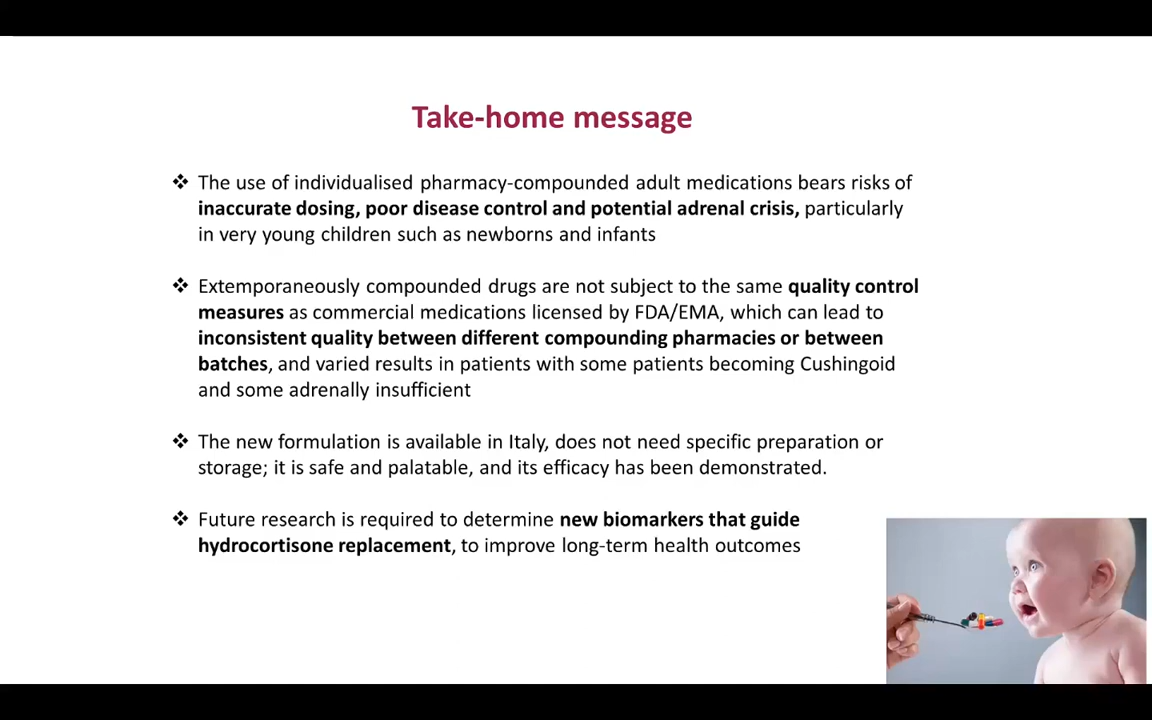 Take-home message
❖ The use of individualised pharmacy-compounded adult medications bears risks of
inaccurate dosing, poor disease control and potential adrenal crisis, particularly
in very young children such as newborns and infants
❖ Extemporaneously compounded drugs are not subject to the same quality control
measures as commercial medications licensed by FDA/EMA, which can lead to
inconsistent quality between different compounding pharmacies or between
batches, and varied results in patients with some patients becoming Cushingoid
and some adrenally insufficient
❖ The new formulation is available in Italy, does not need specific preparation or
storage; it is safe and palatable, and its efficacy has been demonstrated.
❖ Future research is required to determine new biomarkers that guide
hydrocortisone replacement, to improve long-term health outcomes